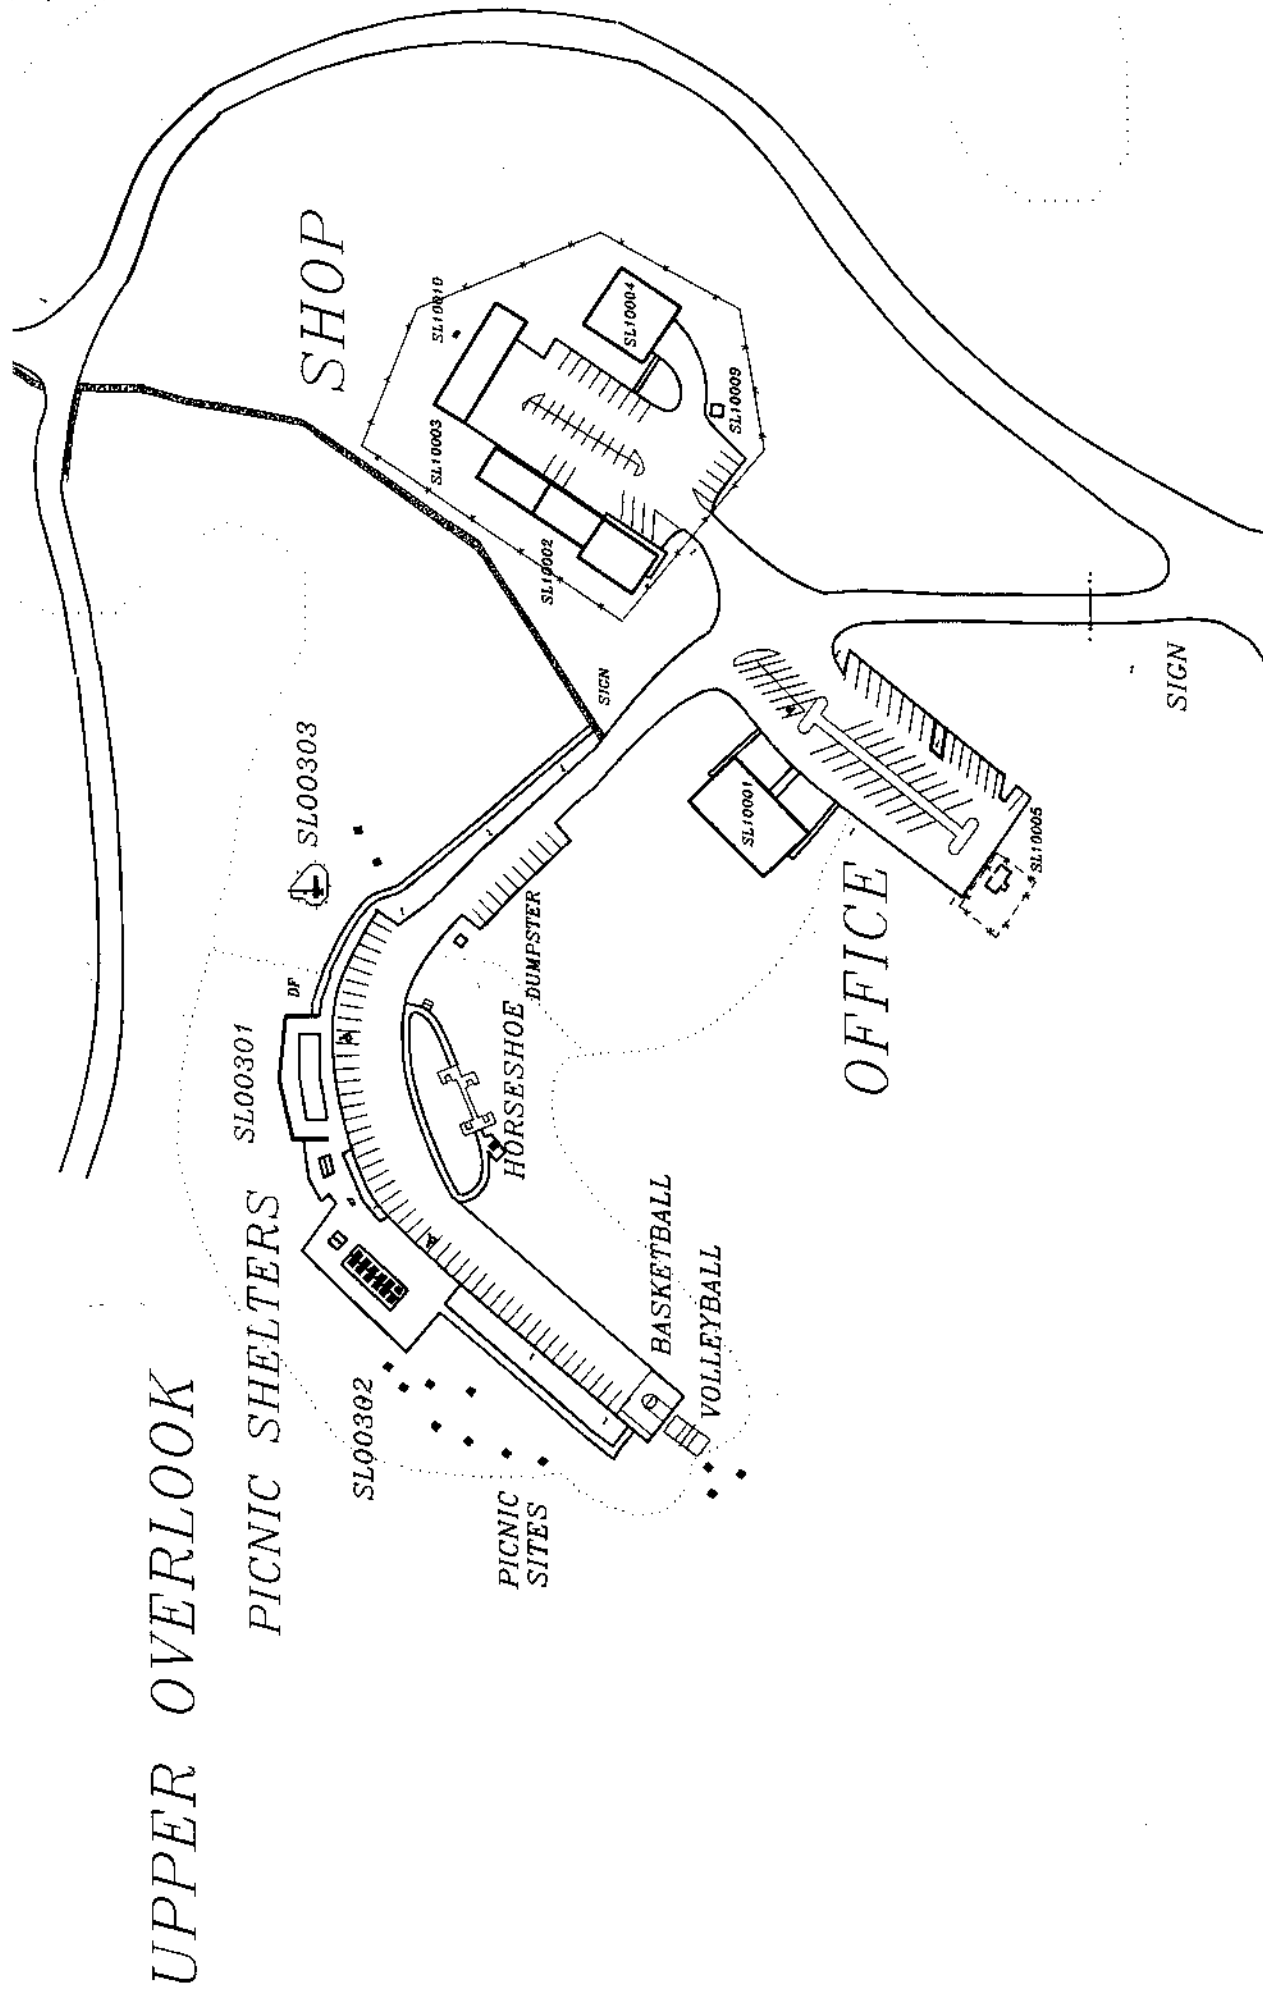 UPPER OVERLOOK
PICNIC SHELTERS
SL00301
DF
SL00303
SHOP
SL00302
SL10010
SL10003
SL10002
SL10004
SL10009
PICNIC
SITES
HORSESHOE
DUMPSTER
SIGN
BASKETBALL
VOLLEYBALL
SL10001
OFFICE
SL10005
SIGN